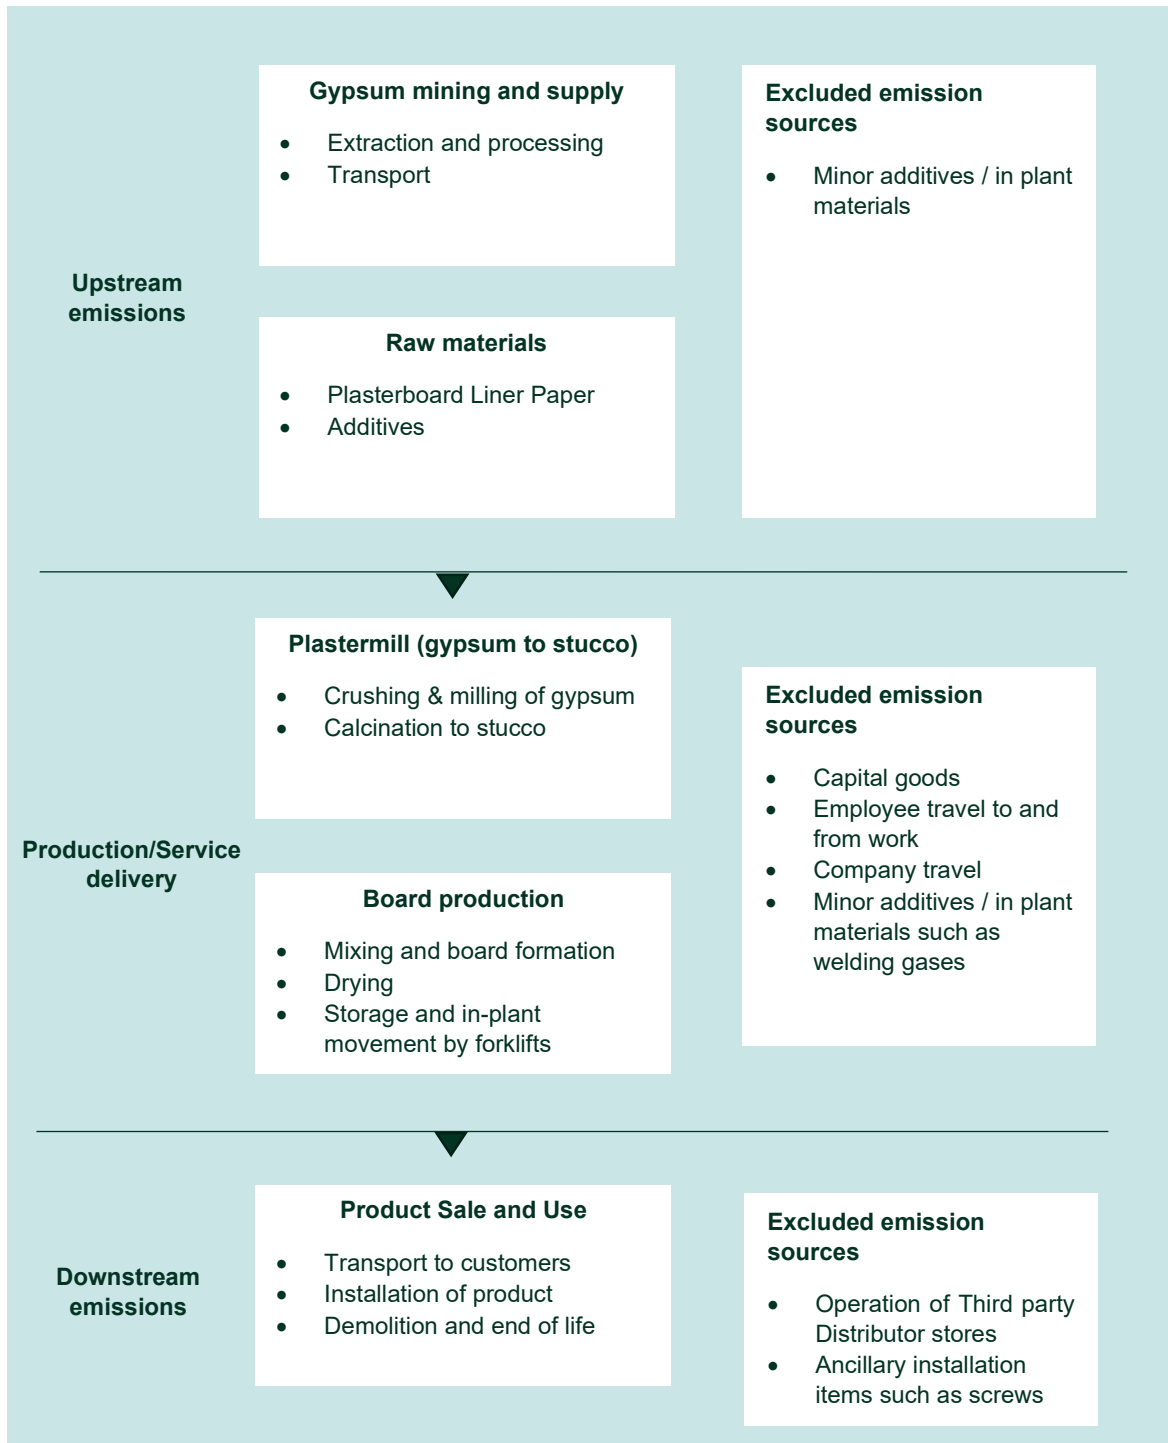 Upstream
emissions
Gypsum mining and supply
• Extraction and processing
• Transport
Raw materials
• Plasterboard Liner Paper
• Additives
Excluded emission
sources
• Minor additives / in plant
materials
Production/Service
delivery
Plastermill (gypsum to stucco)
• Crushing & milling of gypsum
• Calcination to stucco
Board production
• Mixing and board formation
• Drying
• Storage and in-plant
movement by forklifts
Excluded emission
sources
• Capital goods
• Employee travel to and
from work
• Company travel
• Minor additives / in plant
materials such as
welding gases
Downstream
emissions
Product Sale and Use
• Transport to customers
• Installation of product
• Demolition and end of life
Excluded emission
sources
• Operation of Third party
Distributor stores
• Ancillary installation
items such as screws